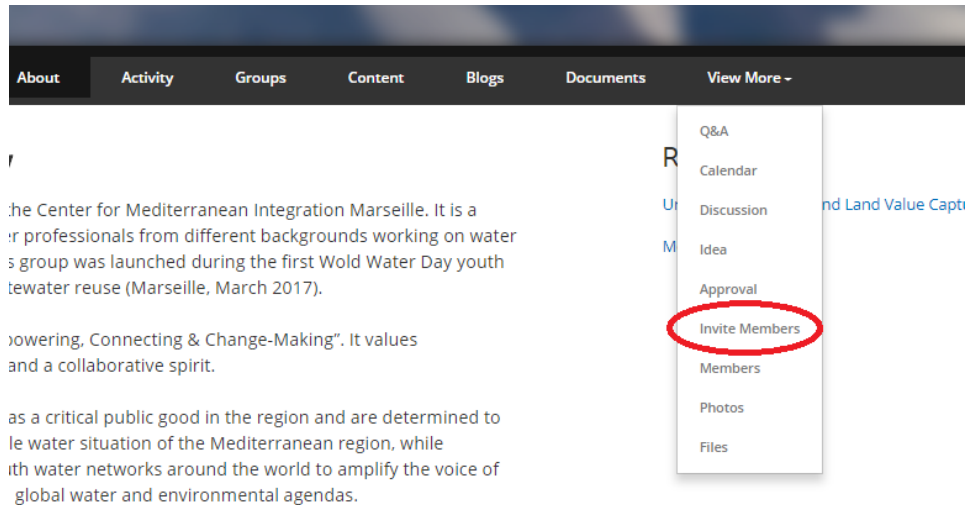 About Activity Groups Content Blogs Documents View More
Q&A
Calendar
Discussion
Idea
Approval
Invite Members
Members
Photos
Files
the Center for Mediterranean Integration Marseille. It is a
professionals from different backgrounds working on water
s group was launched during the first Wold Water Day youth
tewater reuse (Marseille, March 2017).
powering, Connecting & Change-Making”. It values
and a collaborative spirit.
as a critical public good in the region and are determined to
le water situation of the Mediterranean region, while
uth water networks around the world to amplify the voice of
global water and environmental agendas.
R
nd Land Value Captu
M